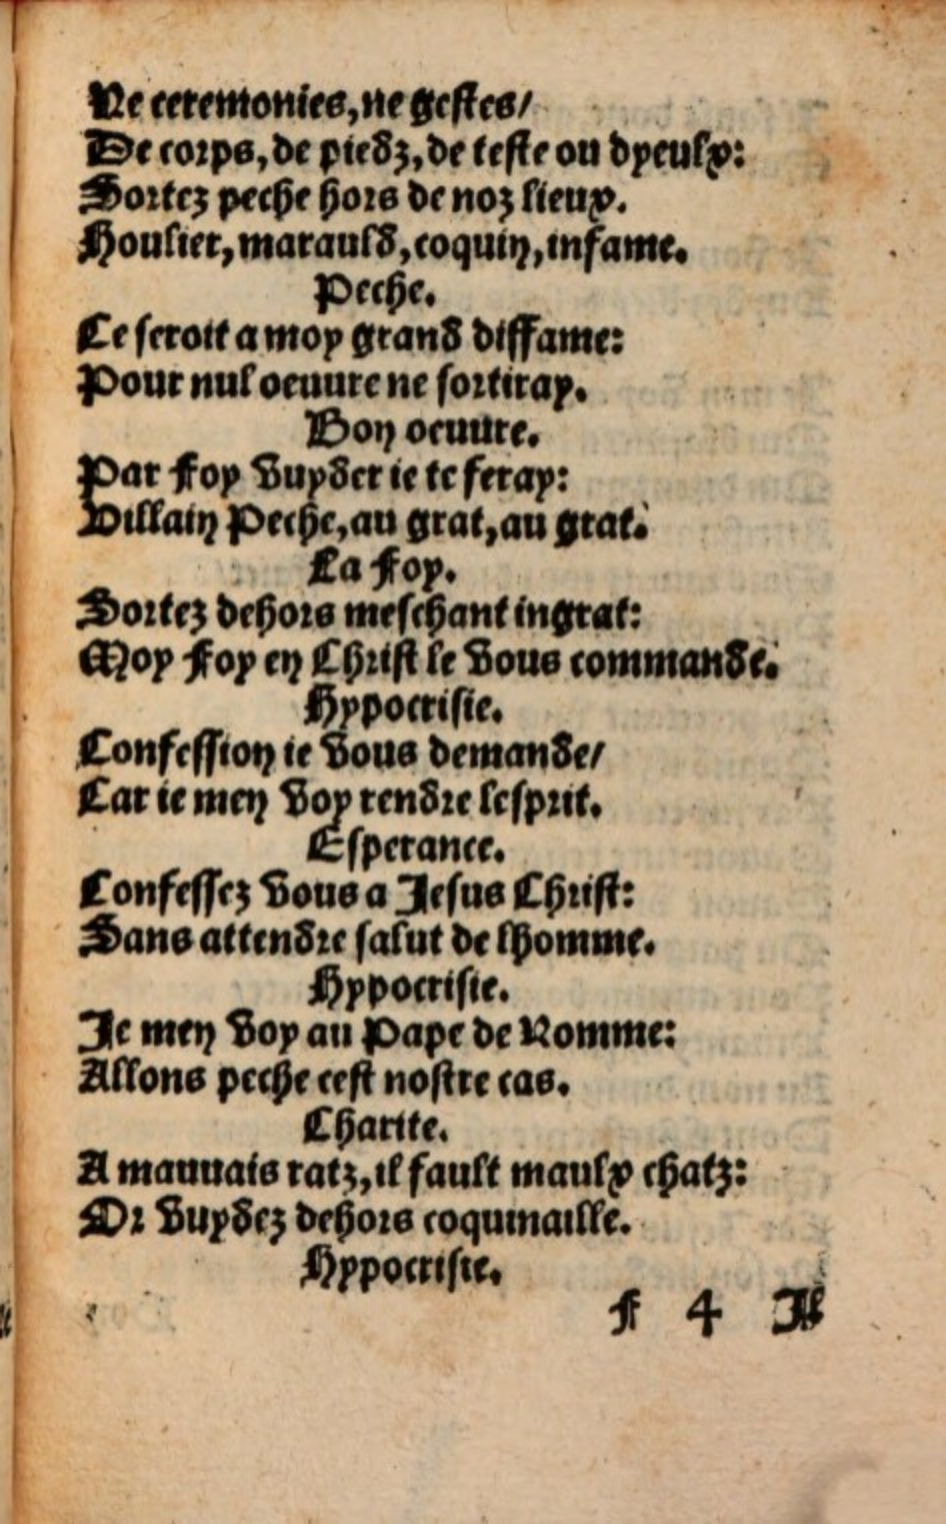 Ne ceremonies, ne gestes/
De corps, de piedz, de teste ou dyeulx:
Sortez peche hors de noz lieux.
Houlier, marauld, coquin, infame.
Peche.
Ce seroit a moy grand diffame:
Pour nul oeuure ne sortiray.
Bon oeuure.
Par Foy vuyder ie te feray:
Villain Peche, au grat, au grat.
La Foy.
Sortez dehors meschant ingrat:
Moy Foy en Christ le vous commande.
Hypocrisie.
Confession ie vous demande/
Car ie men voy rendre lesprit.
Esperance.
Confessez vous a Jesus Christ:
Sans attendre salut de lhomme.
Hypocrisie.
Je men voy au Pape de Romme:
Allons peche cest nostre cas.
Charite.
A mauuais ratz, il fault maulx chatz:
Or vuydez dehors coquinaille.
Hypocrisie.
F 4 Il